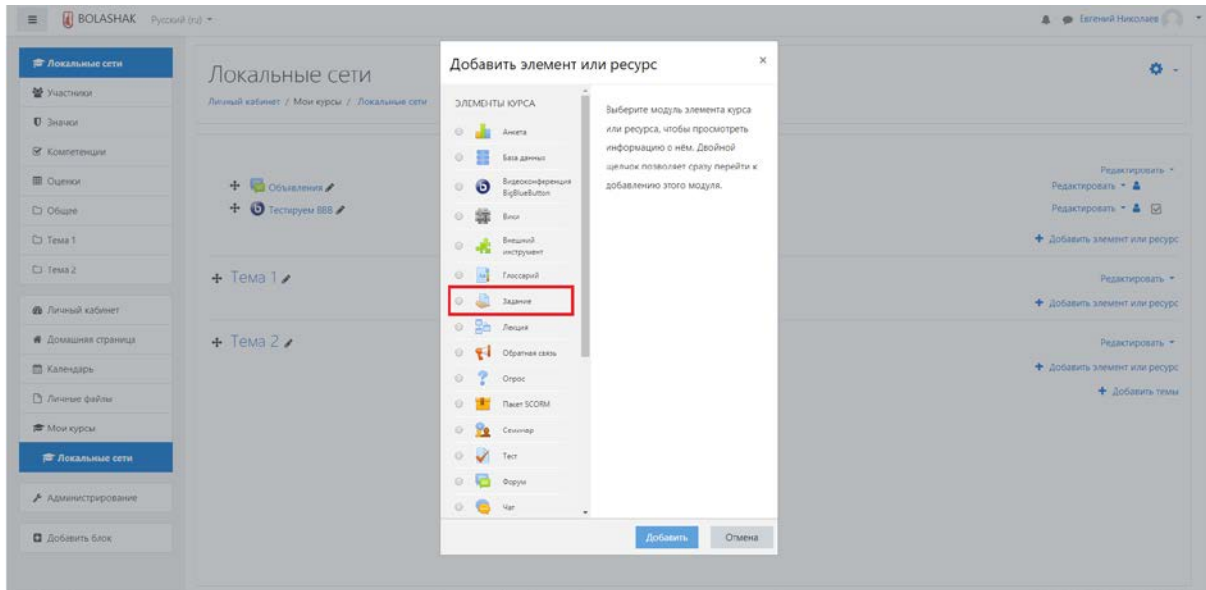 BOLASHAK Русский (ru)
Евгений Николаев
Локальные сети
Участники
Значки
Компетенции
Оценки
Общие
Тема 1
Тема 2
Личный кабинет
Домашняя страница
Календарь
Личные файлы
Мои курсы
Локальные сети
Администрирование
Добавить блок
Локальные сети
Личный кабинет / Мои курсы / Локальные сети
Объявления
Редактировать
Редактировать
Тестируем BBB
Редактировать
Добавить элемент или ресурс
Тема 1
Редактировать
Добавить элемент или ресурс
Тема 2
Редактировать
Добавить элемент или ресурс
Добавить темы
Добавить элемент или ресурс
×
ЭЛЕМЕНТЫ КУРСА
Анкета
База данных
Видеоконференция
BigBlueButton
Вики
Внешний
инструмент
Глоссарий
Задание
Лекция
Обратная связь
Опрос
Пакет SCORM
Семинар
Тест
Форум
Чат
Выберите модуль элемента курса
или ресурса, чтобы просмотреть
информацию о нём. Двойной
щелчок позволяет сразу перейти к
добавлению этого модуля.
Добавить
Отмена